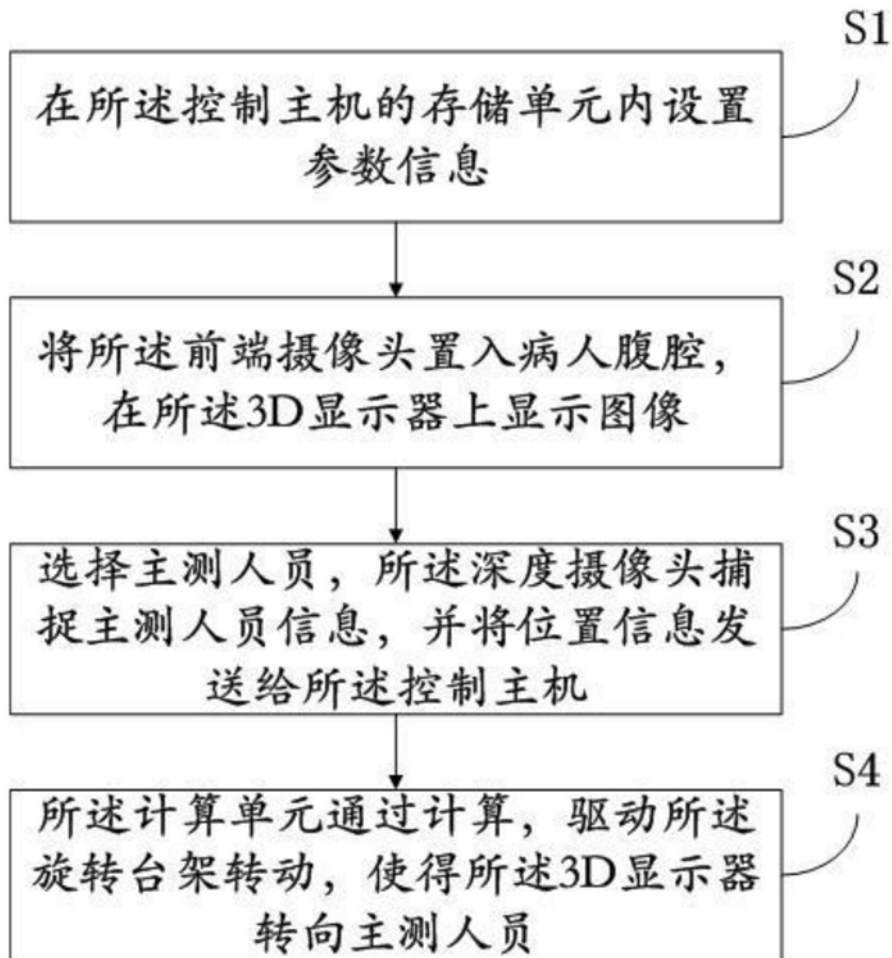 S1
在所述控制主机的存储单元内设置
参数信息
S2
将所述前端摄像头置入病人腹腔，
在所述3D显示器上显示图像
S3
选择主测人员，所述深度摄像头捕
捉主测人员信息，并将位置信息发
送给所述控制主机
S4
所述计算单元通过计算，驱动所述
旋转台架转动，使得所述3D显示器
转向主测人员